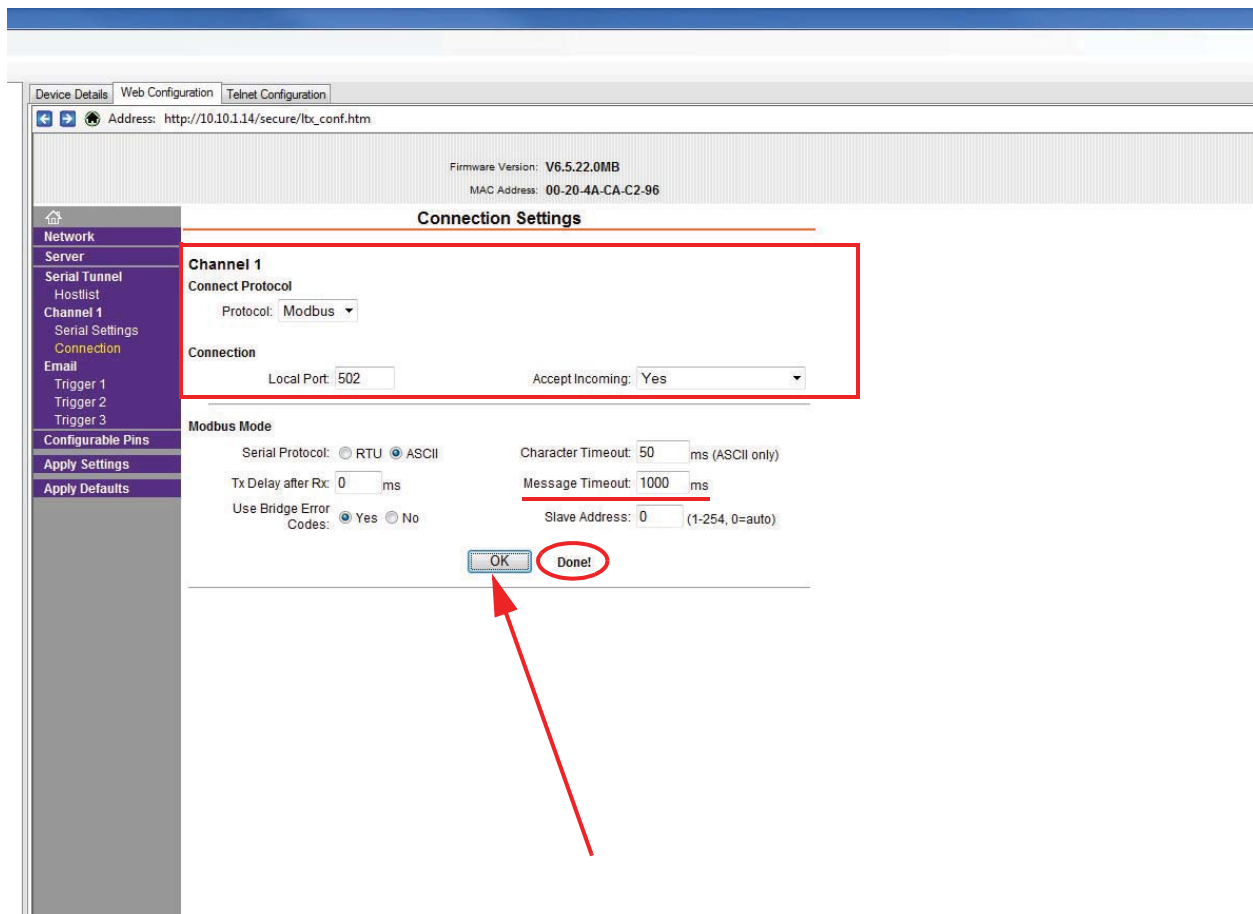 Device Details Web Configuration Telnet Configuration
Address: http://10.10.1.14/secure/ltx_conf.htm
Firmware Version: V6.5.22.0MB
MAC Address: 00-20-4A-CA-C2-96
Network
Server
Serial Tunnel
Hostlist
Channel 1
Serial Settings
Connection
Email
Trigger 1
Trigger 2
Trigger 3
Configurable Pins
Apply Settings
Apply Defaults
Connection Settings
Channel 1
Connect Protocol
Protocol: Modbus
Connection
Local Port: 502 Accept Incoming: Yes
Modbus Mode
Serial Protocol: RTU ASCII Character Timeout: 50 ms (ASCII only)
Tx Delay after Rx: 0 ms Message Timeout: 1000 ms
Use Bridge Error
Codes: Yes No Slave Address: 0 (1-254, 0=auto)
OK Done!